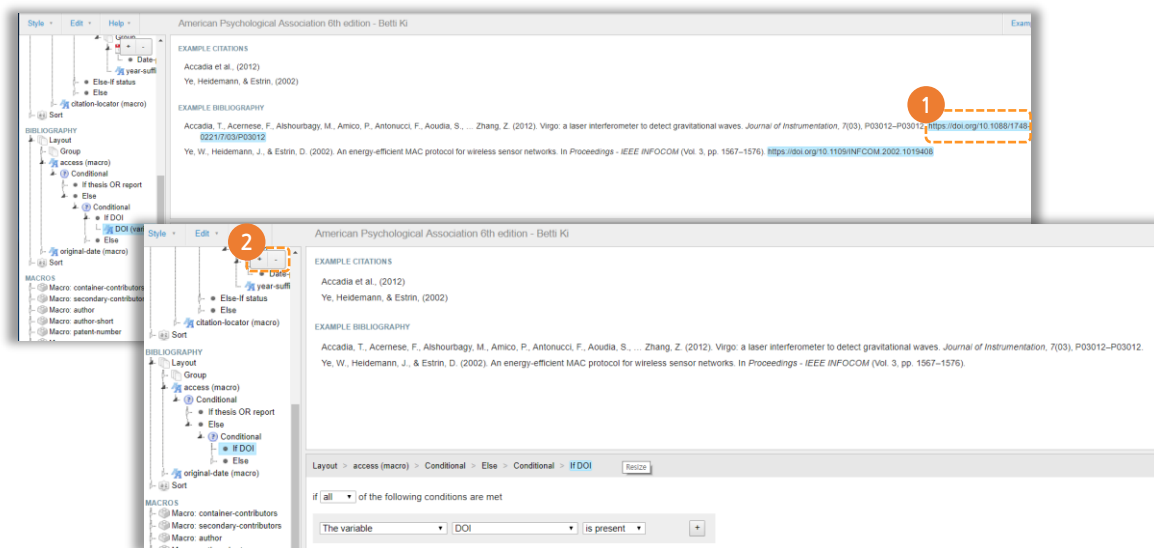 Style Edit Help American Psychological Association 6th edition - Betti Ki
Group
+ -
Date-
year-suffi
Else-If status
Else
citation-locator (macro)
Sort
BIBLIOGRAPHY
Layout
Group
access (macro)
Conditional
If thesis OR report
Else
Conditional
If DOI
DOI (vari
Else
original-date (macro)
Sort
MACROS
Macro: container-contributors
Macro: secondary-contributors
Macro: author
Macro: author-short
Macro: patent-number
EXAMPLE CITATIONS
Accadia et al., (2012)
Ye, Heidemann, & Estrin, (2002)
EXAMPLE BIBLIOGRAPHY
1
Accadia, T., Acernese, F., Alshourbagy, M., Amico, P., Antonucci, F., Aoudia, S., … Zhang, Z. (2012). Virgo: a laser interferometer to detect gravitational waves. Journal of Instrumentation, 7(03), P03012–P03012. https://doi.org/10.1088/1748-
0221/7/03/P03012
Ye, W., Heidemann, J., & Estrin, D. (2002). An energy-efficient MAC protocol for wireless sensor networks. In Proceedings - IEEE INFOCOM (Vol. 3, pp. 1567–1576). https://doi.org/10.1109/INFCOM.2002.1019408
Style Edit American Psychological Association 6th edition - Betti Ki
2
+ -
Date-
year-suffi
Else-If status
Else
citation-locator (macro)
Sort
BIBLIOGRAPHY
Layout
Group
access (macro)
Conditional
If thesis OR report
Else
Conditional
If DOI
Else
original-date (macro)
Sort
MACROS
Macro: container-contributors
Macro: secondary-contributors
Macro: author
EXAMPLE CITATIONS
Accadia et al., (2012)
Ye, Heidemann, & Estrin, (2002)
EXAMPLE BIBLIOGRAPHY
Accadia, T., Acernese, F., Alshourbagy, M., Amico, P., Antonucci, F., Aoudia, S., … Zhang, Z. (2012). Virgo: a laser interferometer to detect gravitational waves. Journal of Instrumentation, 7(03), P03012–P03012.
Ye, W., Heidemann, J., & Estrin, D. (2002). An energy-efficient MAC protocol for wireless sensor networks. In Proceedings - IEEE INFOCOM (Vol. 3, pp. 1567–1576).
Layout > access (macro) > Conditional > Else > Conditional > If DOI Resize
if all of the following conditions are met
The variable DOI is present +